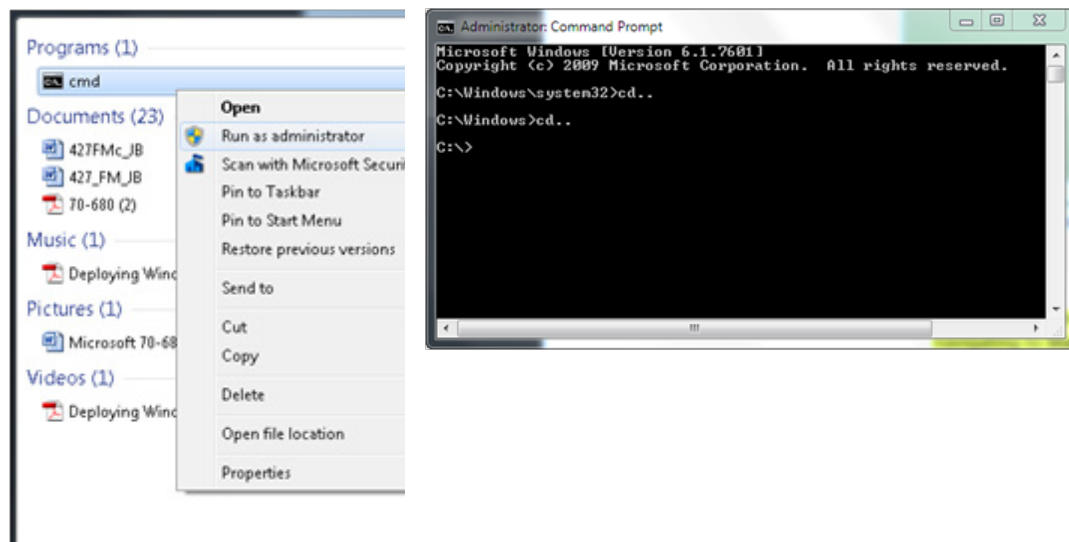 Programs (1)
cmd
Documents (23)
427FMc_JB
427_FM_JB
70-680 (2)
Music (1)
Deploying Winc
Pictures (1)
Microsoft 70-68
Videos (1)
Deploying Winc
Open
Run as administrator
Scan with Microsoft Securi
Pin to Taskbar
Pin to Start Menu
Restore previous versions
Send to
Cut
Copy
Delete
Open file location
Properties
Administrator: Command Prompt
Microsoft Windows [Version 6.1.7601]
Copyright (c) 2009 Microsoft Corporation.  All rights reserved.
C:\Windows\system32>cd..
C:\Windows>cd..
C:\>